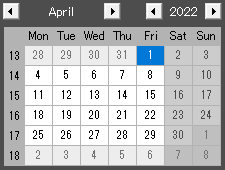 April 2022
Mon Tue Wed Thu Fri Sat Sun
13 28 29 30 31 1 2 3
14 4 5 6 7 8 9 10
15 11 12 13 14 15 16 17
16 18 19 20 21 22 23 24
17 25 26 27 28 29 30 1
18 2 3 4 5 6 7 8